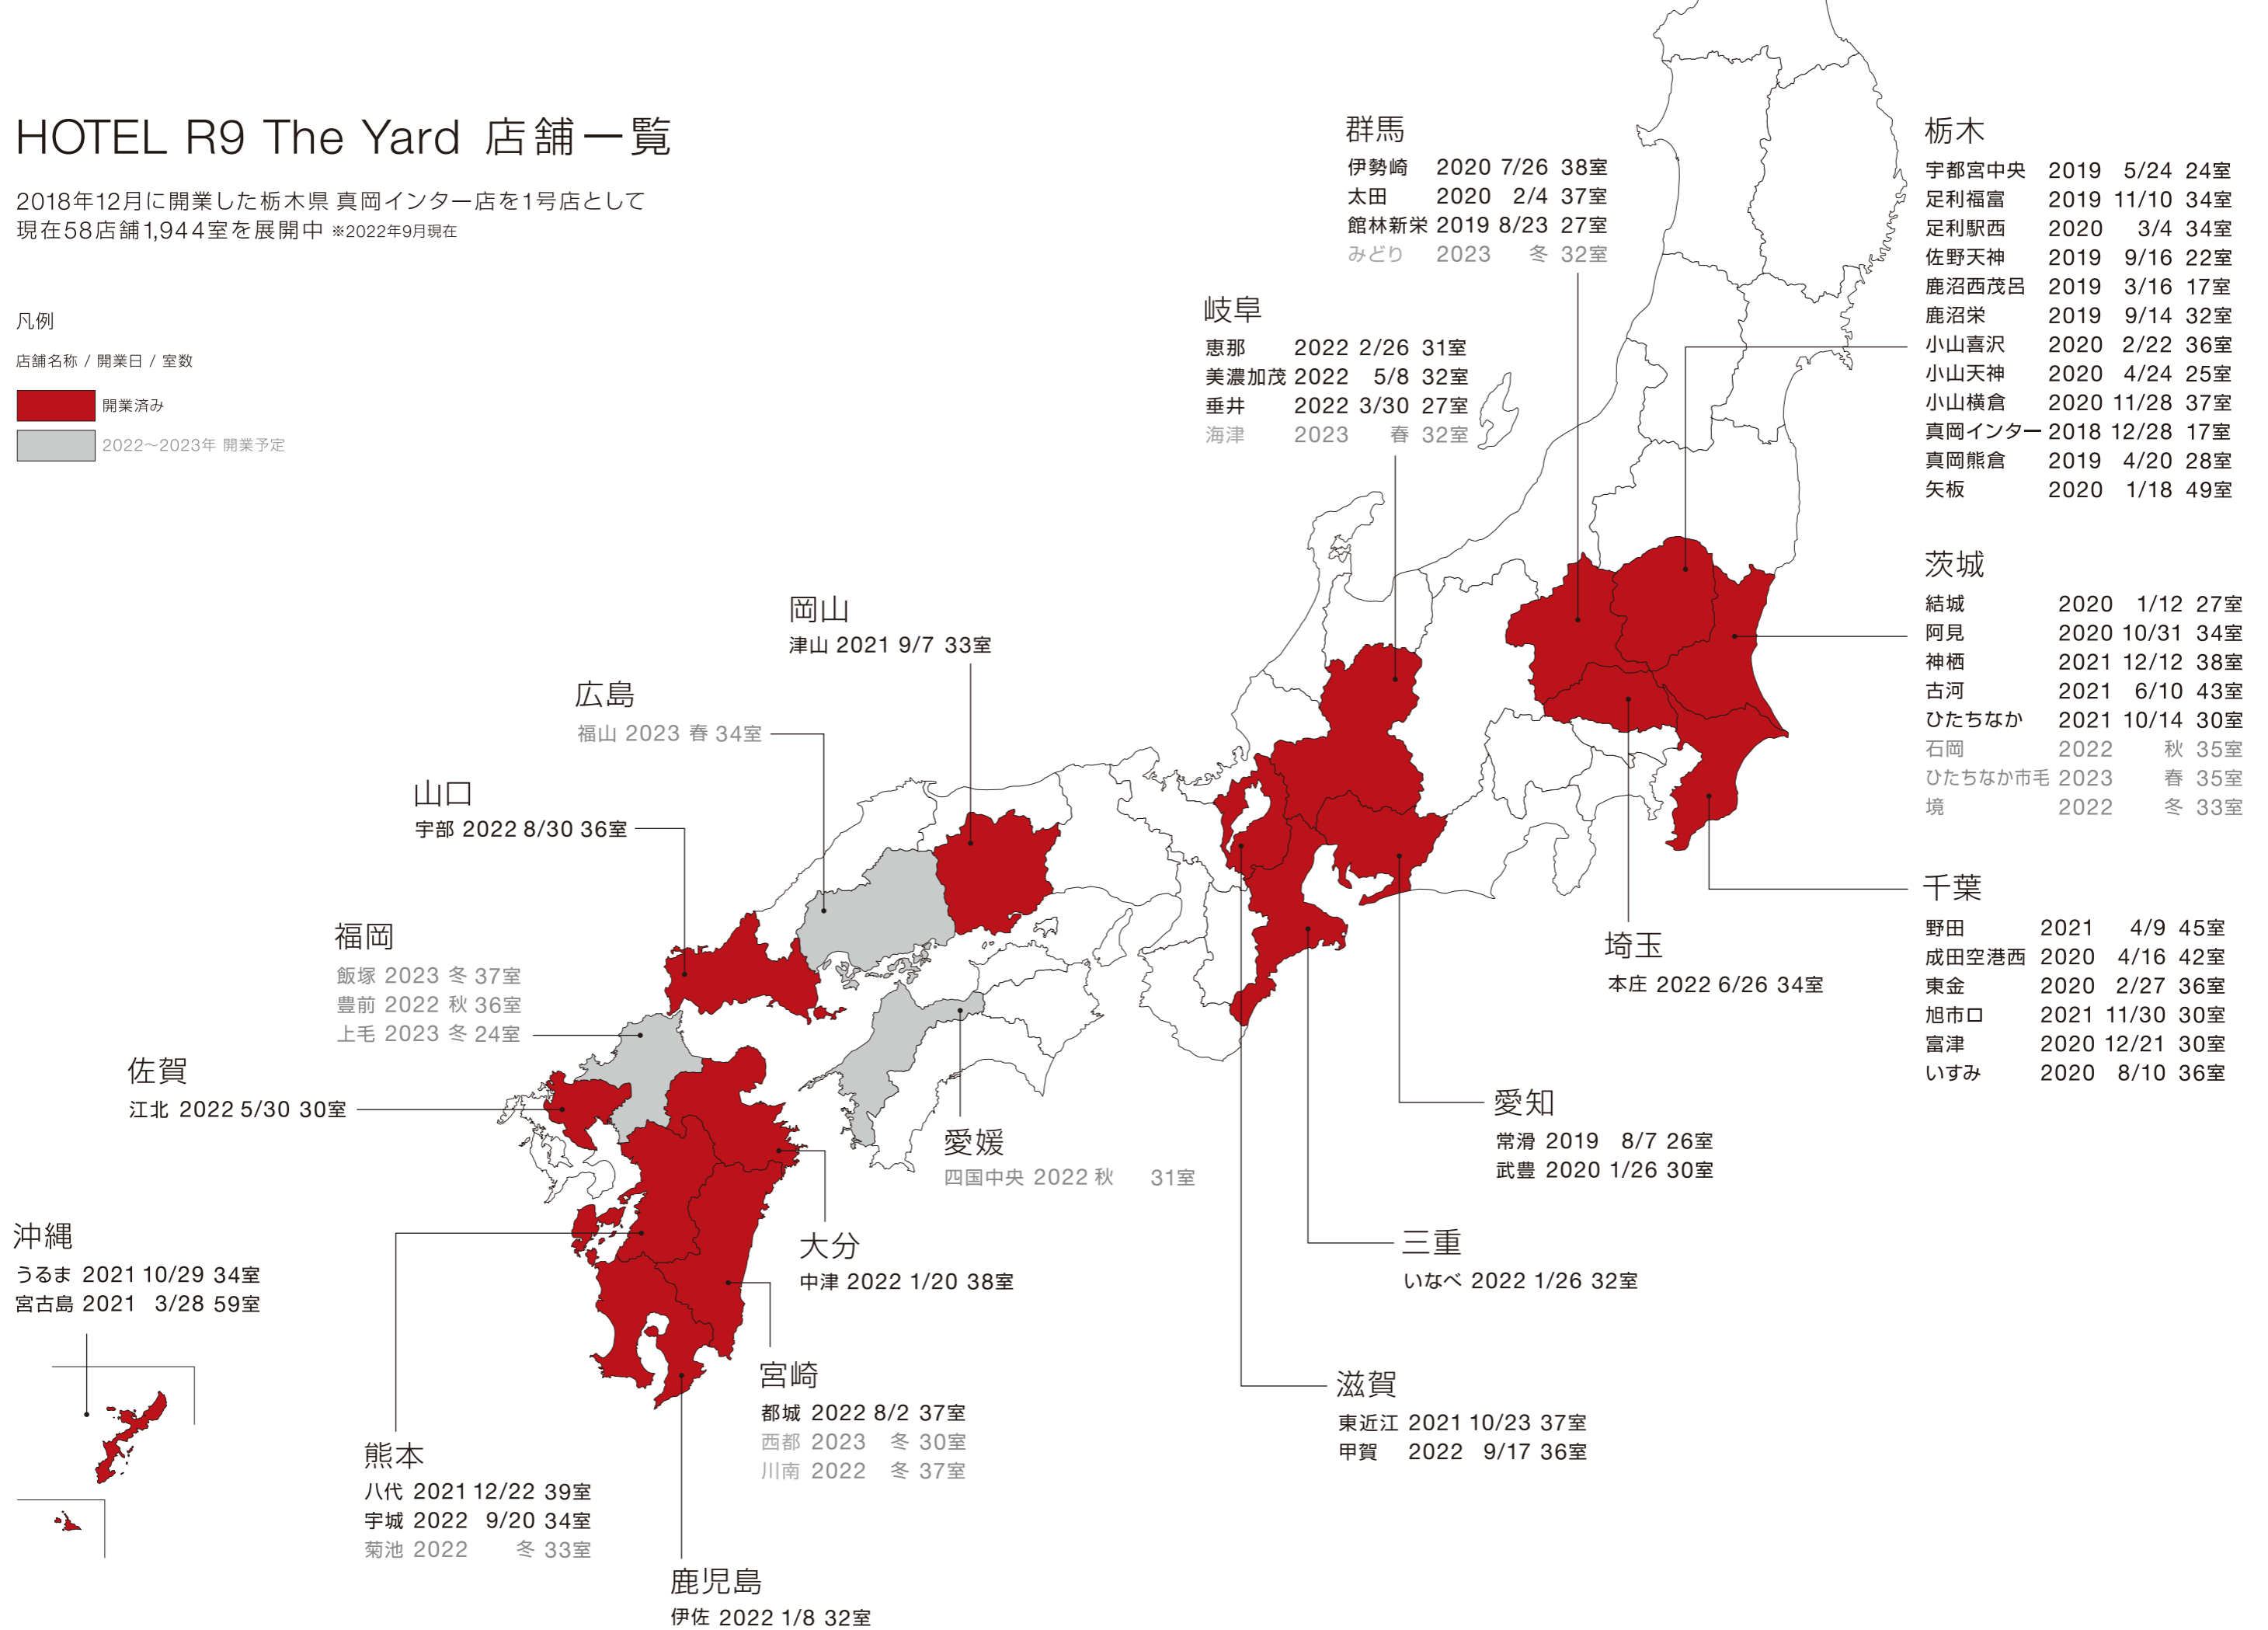 HOTEL R9 The Yard 店舗一覧
2018年12月に開業した栃木県 真岡インター店を1号店として
現在58店舗1,944室を展開中 ※2022年9月現在
凡例
店舗名称 / 開業日 / 室数
開業済み
2022〜2023年 開業予定
群馬
伊勢崎 2020 7/26 38室
太田 2020 2/4 37室
館林新栄 2019 8/23 27室
みどり 2023 冬 32室
栃木
宇都宮中央 2019 5/24 24室
足利福富 2019 11/10 34室
足利駅西 2020 3/4 34室
佐野天神 2019 9/16 22室
鹿沼西茂呂 2019 3/16 17室
鹿沼栄 2019 9/14 32室
小山喜沢 2020 2/22 36室
小山天神 2020 4/24 25室
小山横倉 2020 11/28 37室
真岡インター 2018 12/28 17室
真岡熊倉 2019 4/20 28室
矢板 2020 1/18 49室
岐阜
恵那 2022 2/26 31室
美濃加茂 2022 5/8 32室
垂井 2022 3/30 27室
海津 2023 春 32室
茨城
結城 2020 1/12 27室
阿見 2020 10/31 34室
神栖 2021 12/12 38室
古河 2021 6/10 43室
ひたちなか 2021 10/14 30室
石岡 2022 秋 35室
ひたちなか市毛 2023 春 35室
境 2022 冬 33室
岡山
津山 2021 9/7 33室
広島
福山 2023 春 34室
山口
宇部 2022 8/30 36室
千葉
野田 2021 4/9 45室
成田空港西 2020 4/16 42室
東金 2020 2/27 36室
旭市ロ 2021 11/30 30室
富津 2020 12/21 30室
いすみ 2020 8/10 36室
福岡
飯塚 2023 冬 37室
豊前 2022 秋 36室
上毛 2023 冬 24室
埼玉
本庄 2022 6/26 34室
佐賀
江北 2022 5/30 30室
愛知
常滑 2019 8/7 26室
武豊 2020 1/26 30室
愛媛
四国中央 2022 秋 31室
沖縄
うるま 2021 10/29 34室
宮古島 2021 3/28 59室
大分
中津 2022 1/20 38室
三重
いなべ 2022 1/26 32室
宮崎
都城 2022 8/2 37室
西都 2023 冬 30室
川南 2022 冬 37室
滋賀
東近江 2021 10/23 37室
甲賀 2022 9/17 36室
熊本
八代 2021 12/22 39室
宇城 2022 9/20 34室
菊池 2022 冬 33室
鹿児島
伊佐 2022 1/8 32室